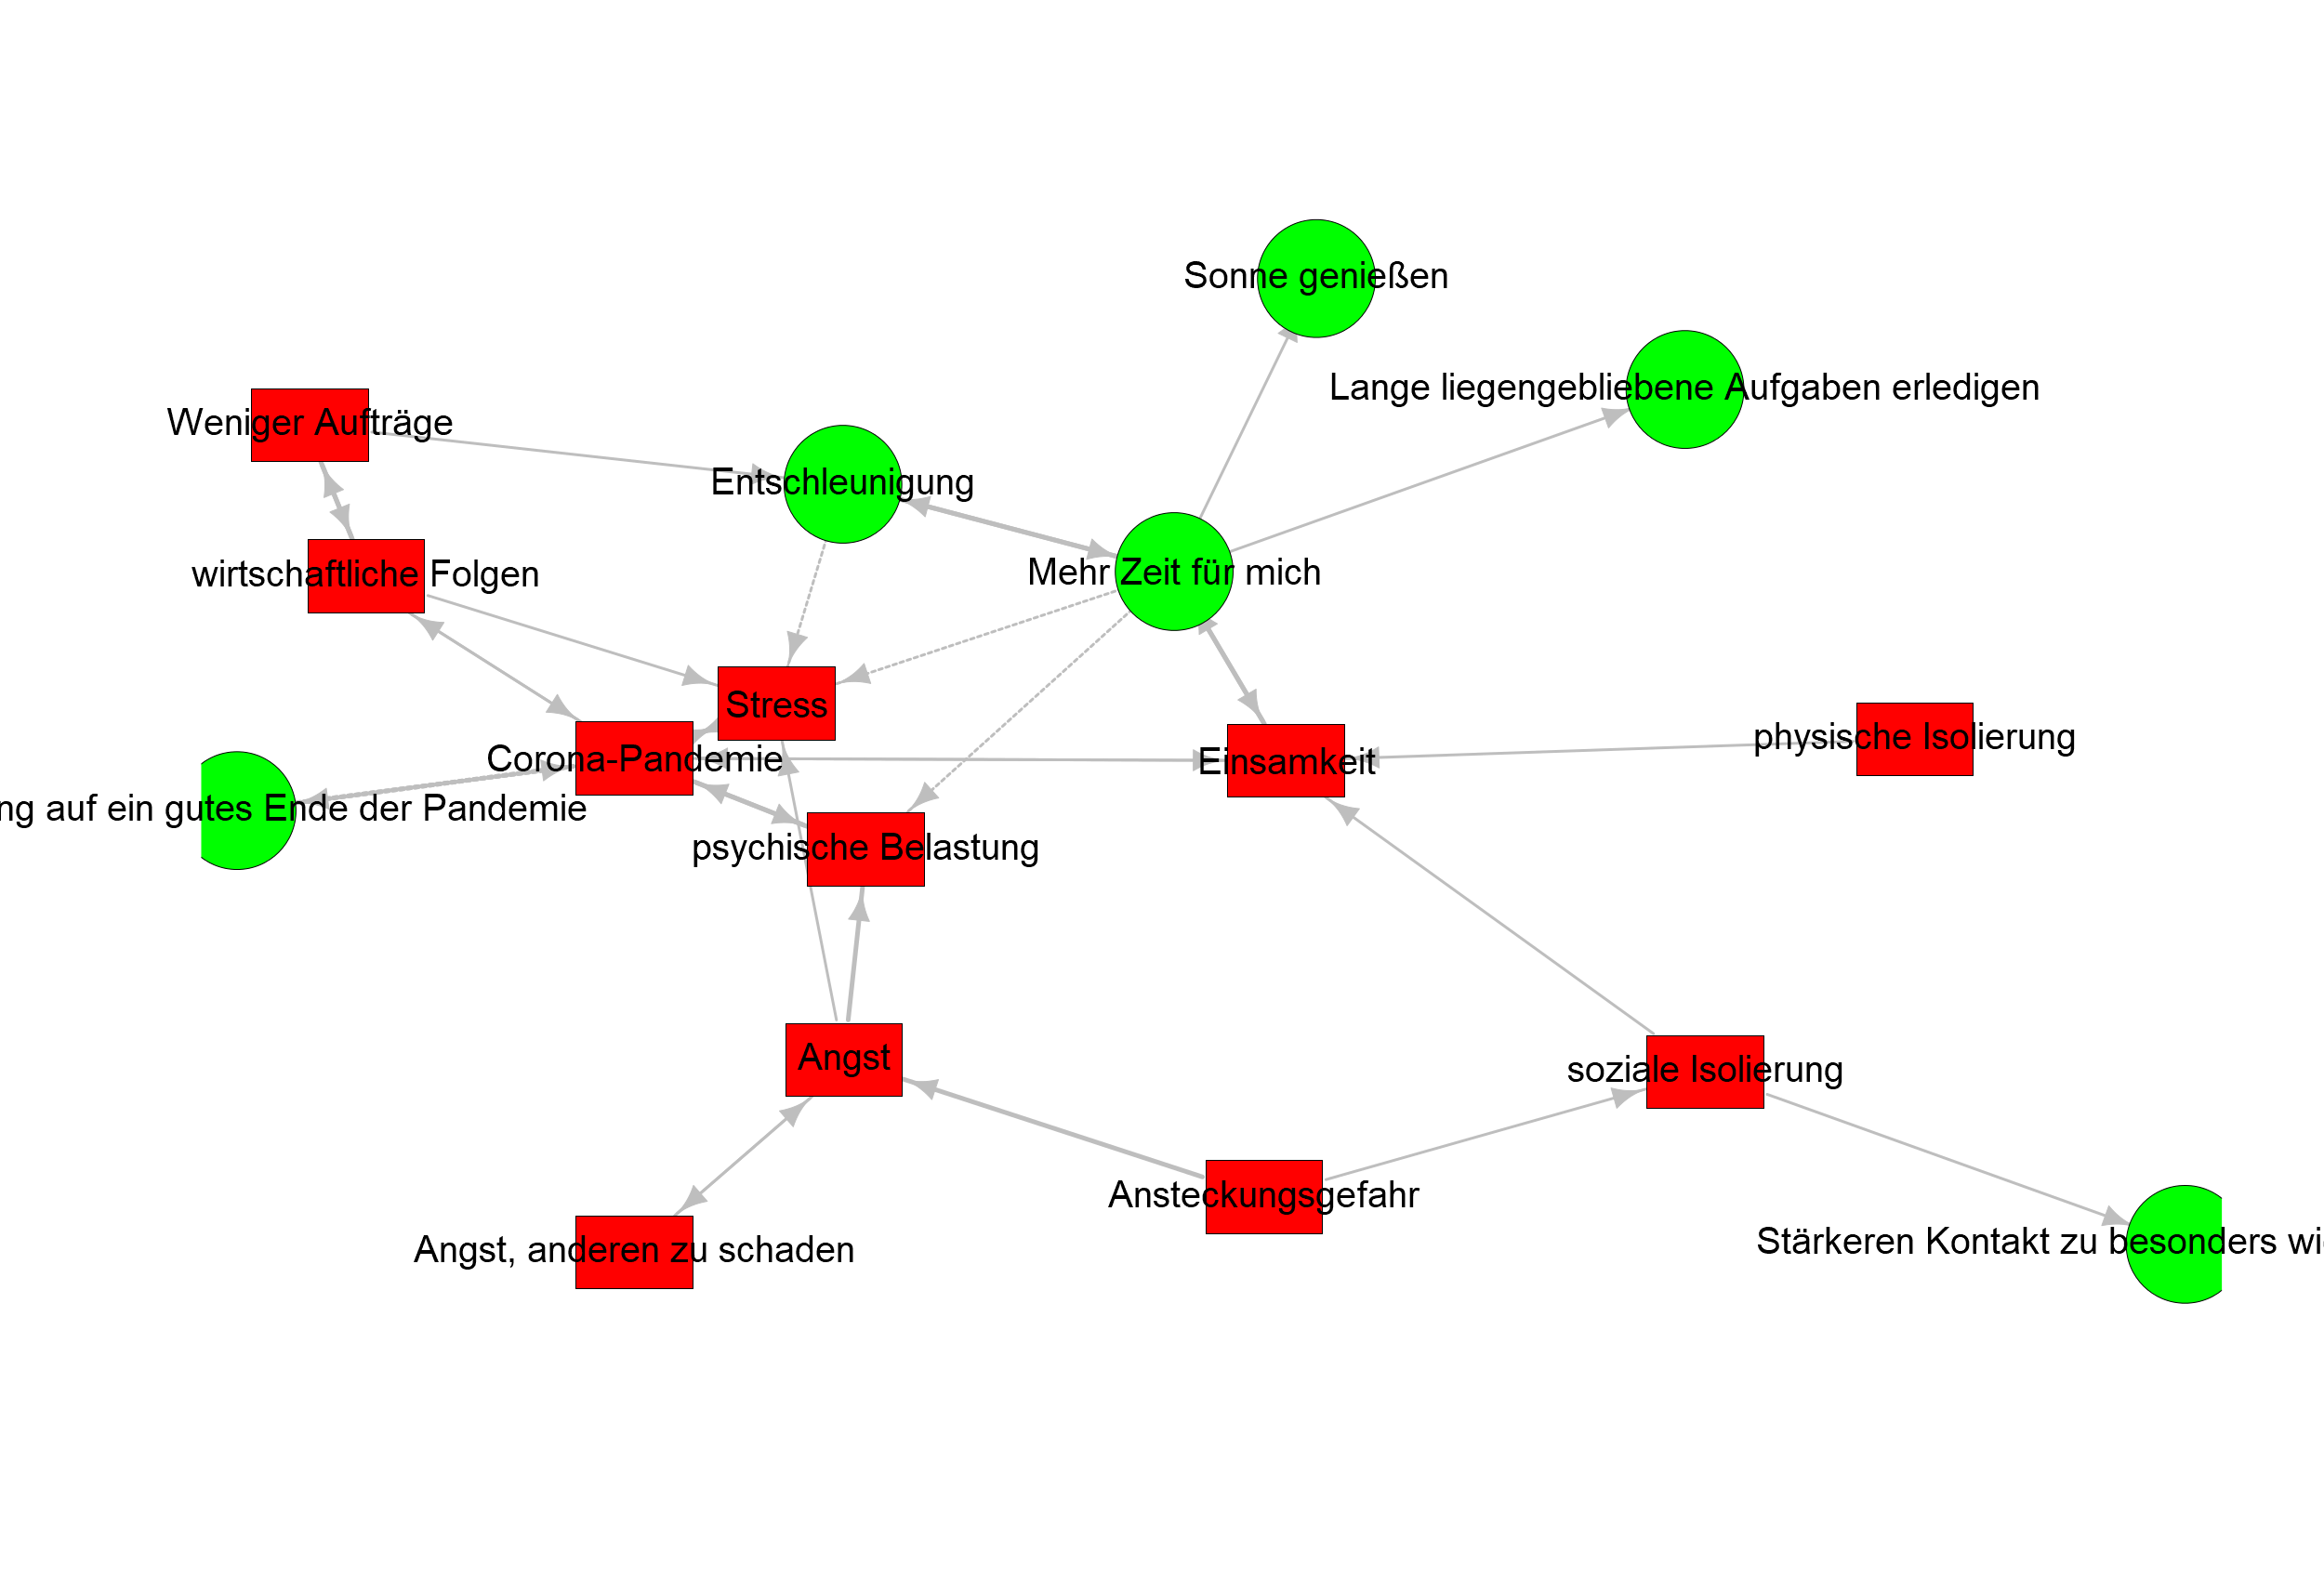 Sonne genießen
Lange liegengebliebene Aufgaben erledigen
Weniger Aufträge
Entschleunigung
wirtschaftliche Folgen
Mehr Zeit für mich
Stress
physische Isolierung
Corona-Pandemie
Einsamkeit
auf ein gutes Ende der Pandemie
psychische Belastung
Angst
soziale Isolierung
Ansteckungsgefahr
Angst, anderen zu schaden
Stärkeren Kontakt zu besonders